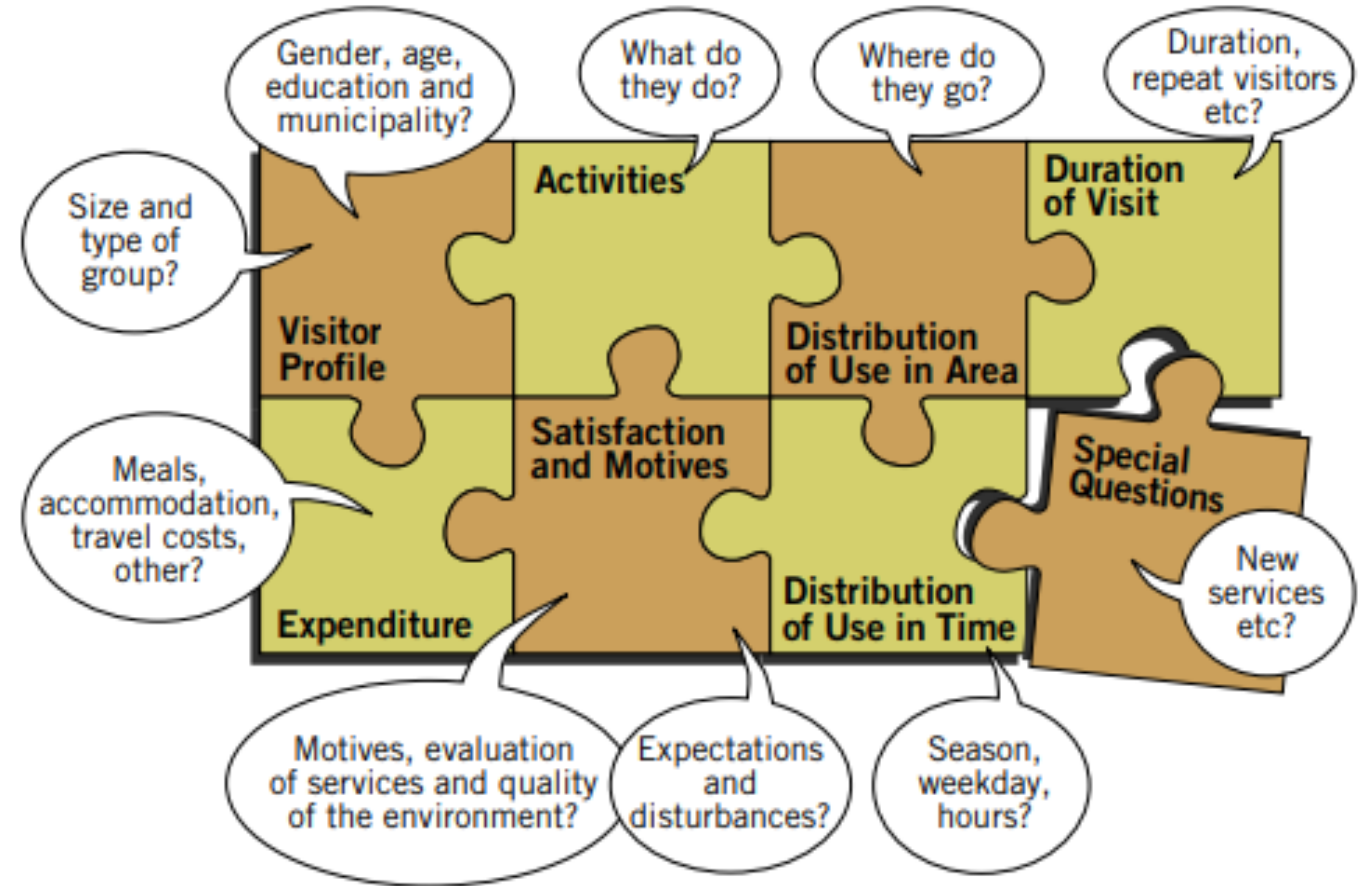 Gender, age,
education and
municipality?
What do
they do?
Where do
they go?
Duration,
repeat visitors
etc?
Size and
type of
group?
Visitor
Profile
Activities
Distribution
of Use in Area
Duration
of Visit
Meals,
accommodation,
travel costs,
other?
Expenditure
Satisfaction
and Motives
Distribution
of Use in Time
Special
Questions
New
services
etc?
Motives, evaluation
of services and quality
of the environment?
Expectations
and
disturbances?
Season,
weekday,
hours?